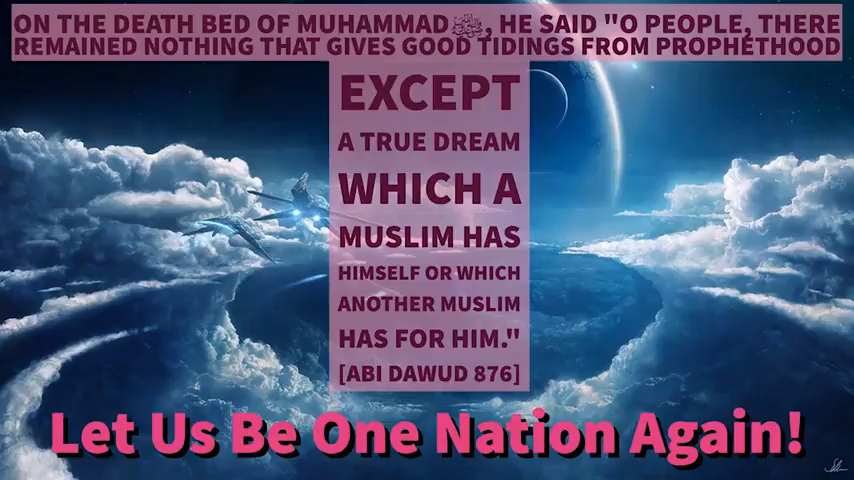 ON THE DEATH BED OF MUHAMMAD ﷺ, HE SAID "O PEOPLE, THERE
REMAINED NOTHING THAT GIVES GOOD TIDINGS FROM PROPHETHOOD
EXCEPT
A TRUE DREAM
WHICH A
MUSLIM HAS
HIMSELF OR WHICH
ANOTHER MUSLIM
HAS FOR HIM."
[ABI DAWUD 876]
Let Us Be One Nation Again!